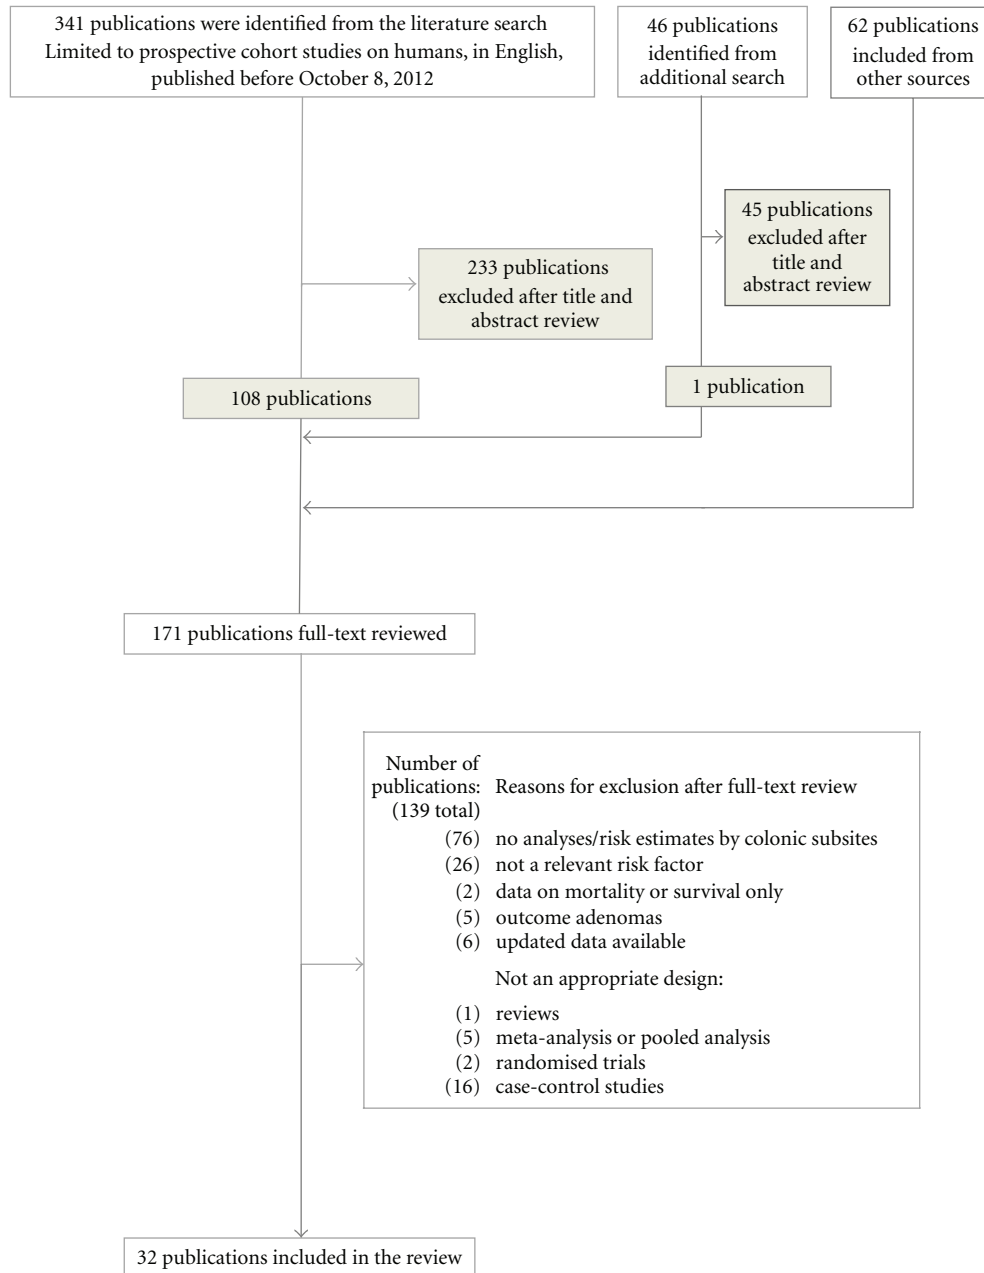 341 publications were identified from the literature search
Limited to prospective cohort studies on humans, in English,
published before October 8, 2012
46 publications
identified from
additional search
62 publications
included from
other sources
45 publications
excluded after
title and
abstract review
233 publications
excluded after title and
abstract review
108 publications
1 publication
171 publications full-text reviewed
Number of
publications:
(139 total)
Reasons for exclusion after full-text review
(76) no analyses/risk estimates by colonic subsites
(26) not a relevant risk factor
(2) data on mortality or survival only
(5) outcome adenomas
(6) updated data available
Not an appropriate design:
(1) reviews
(5) meta-analysis or pooled analysis
(2) randomised trials
(16) case-control studies
32 publications included in the review